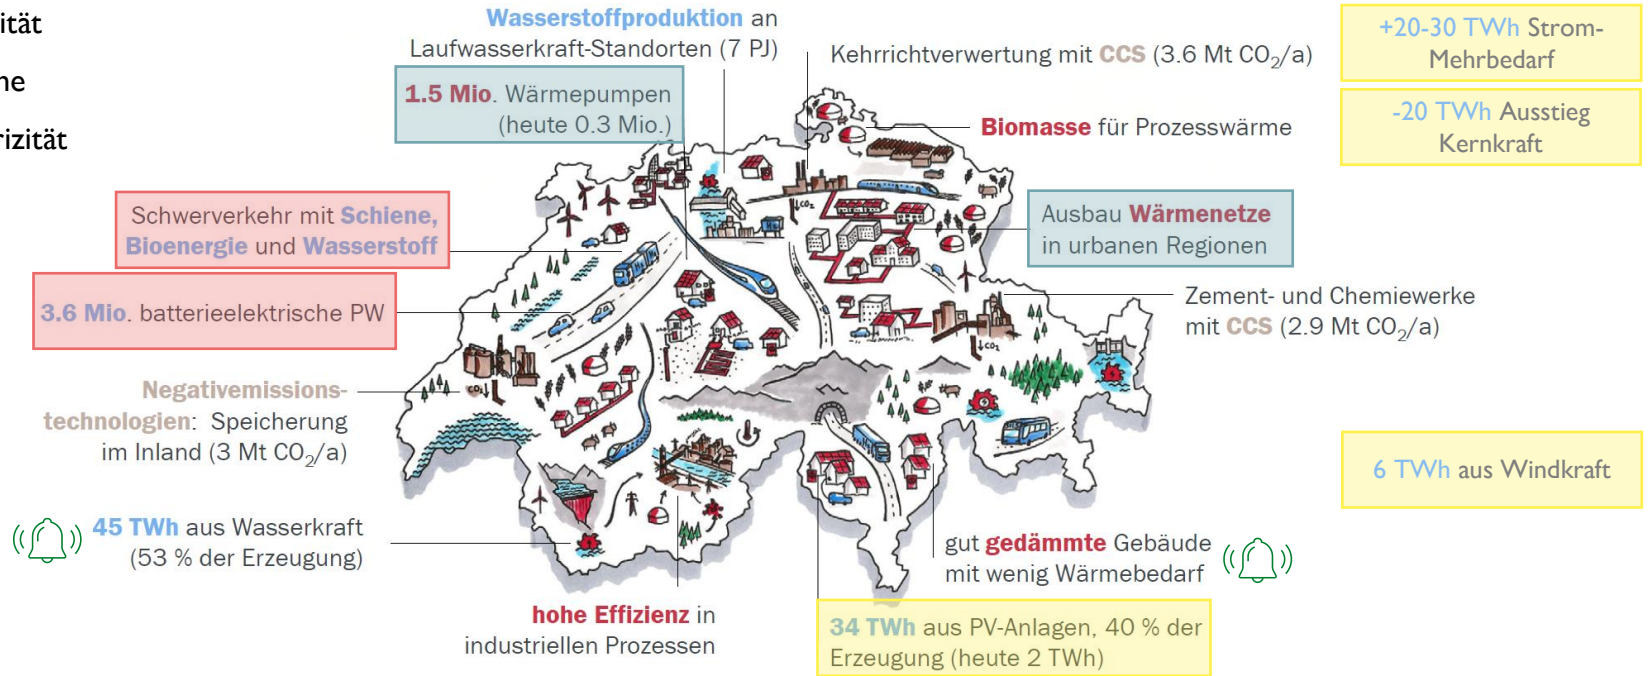 ität
ne
rizität
Wasserstoffproduktion an
Laufwasserkraft-Standorten (7 PJ)
Kehrrichtverwertung mit CCS (3.6 Mt CO₂/a)
+20-30 TWh Strom-
Mehrbedarf
1.5 Mio. Wärmepumpen
(heute 0.3 Mio.)
Biomasse für Prozesswärme
-20 TWh Ausstieg
Kernkraft
Schwerverkehr mit Schiene,
Bioenergie und Wasserstoff
Ausbau Wärmenetze
in urbanen Regionen
↓CO₂
3.6 Mio. batterieelektrische PW
Zement- und Chemiewerke
mit CCS (2.9 Mt CO₂/a)
↓CO₂
Negativemissions-
technologien: Speicherung
im Inland (3 Mt CO₂/a)
CO₂↓
6 TWh aus Windkraft
45 TWh aus Wasserkraft
(53 % der Erzeugung)
gut gedämmte Gebäude
mit wenig Wärmebedarf
hohe Effizienz in
industriellen Prozessen
34 TWh aus PV-Anlagen, 40 % der
Erzeugung (heute 2 TWh)